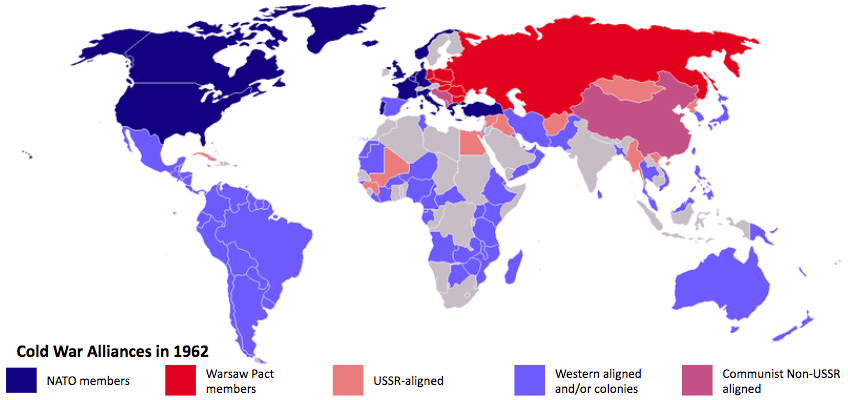 Cold War Alliances in 1962
NATO members
Warsaw Pact
members
USSR-aligned
Western aligned
and/or colonies
Communist Non-USSR
aligned